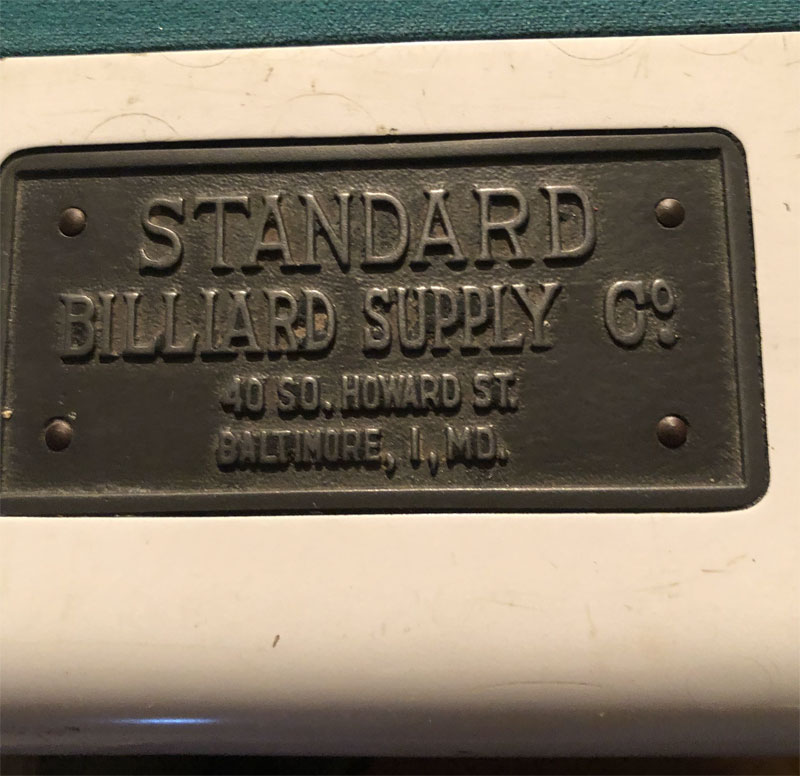 STANDARD
BILLIARD SUPPLY Co.
40 SO. HOWARD ST.
BALTIMORE, 1, MD.